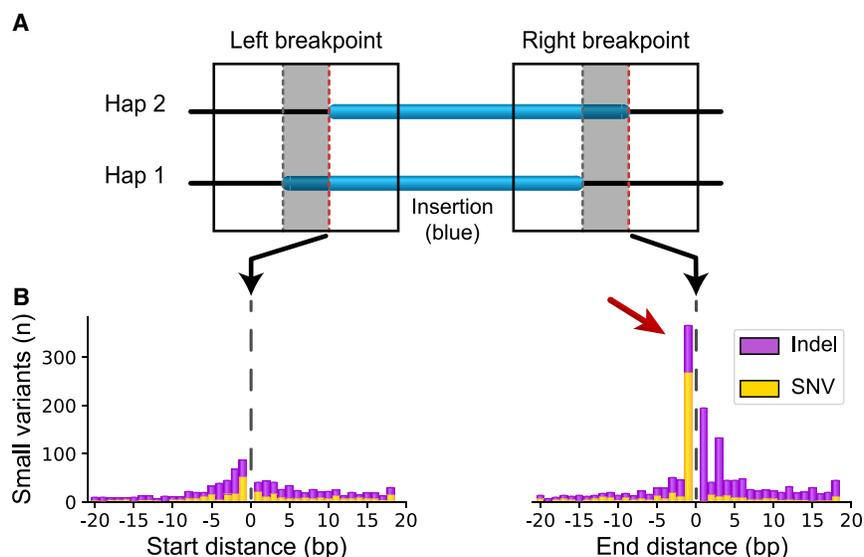 A
Left breakpoint
Right breakpoint
Hap 2
Hap 1
Insertion
(blue)
B
Small variants (n)
300
200
100
0
-20 -15 -10 -5 0 5 10 15 20
Start distance (bp)
-20 -15 -10 -5 0 5 10 15 20
End distance (bp)
Indel
SNV